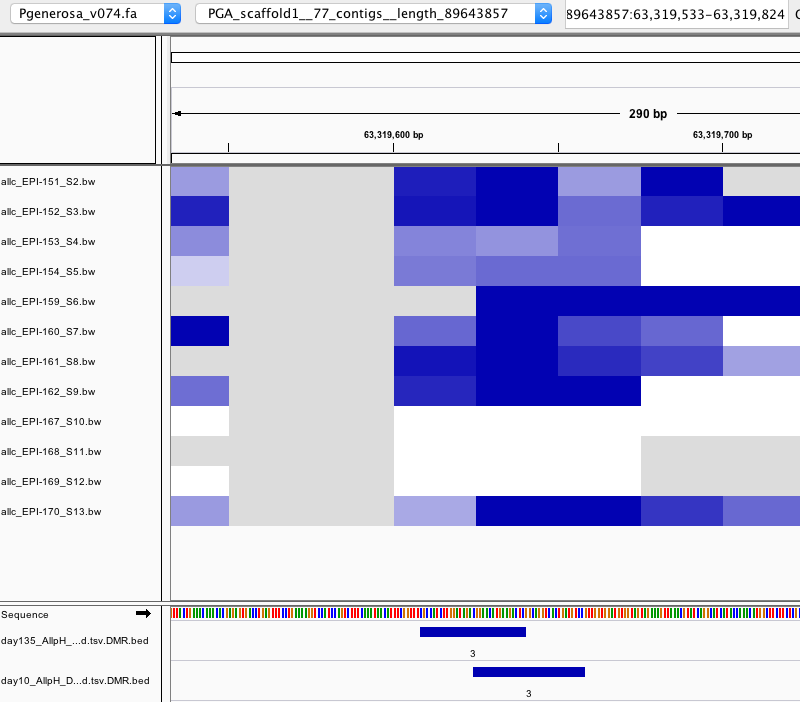 Pgenerosa_v074.fa PGA_scaffold1__77_contigs__length_89643857 89643857:63,319,533-63,319,824
290 bp
63,319,600 bp 63,319,700 bp
allc_EPI-151_S2.bw
allc_EPI-152_S3.bw
allc_EPI-153_S4.bw
allc_EPI-154_S5.bw
allc_EPI-159_S6.bw
allc_EPI-160_S7.bw
allc_EPI-161_S8.bw
allc_EPI-162_S9.bw
allc_EPI-167_S10.bw
allc_EPI-168_S11.bw
allc_EPI-169_S12.bw
allc_EPI-170_S13.bw
Sequence
day135_AllpH_...d.tsv.DMR.bed
3
day10_AllpH_D...d.tsv.DMR.bed
3